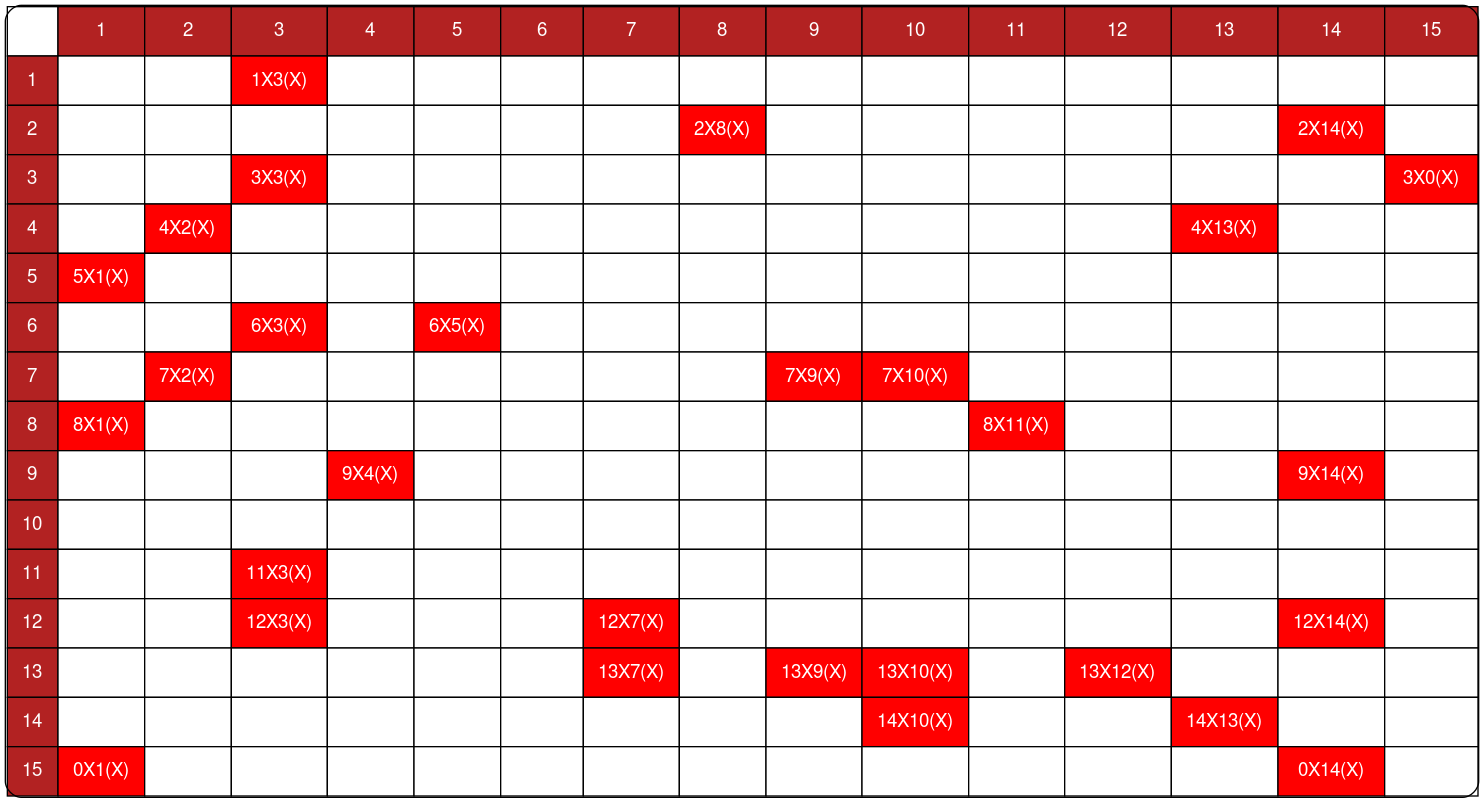 1 2 3 4 5 6 7 8 9 10 11 12 13 14 15
1 1X3(X)
2 2X8(X) 2X14(X)
3 3X3(X) 3X0(X)
4 4X2(X) 4X13(X)
5 5X1(X)
6 6X3(X) 6X5(X)
7 7X2(X) 7X9(X) 7X10(X)
8 8X1(X) 8X11(X)
9 9X4(X) 9X14(X)
10
11 11X3(X)
12 12X3(X) 12X7(X) 12X14(X)
13 13X7(X) 13X9(X) 13X10(X) 13X12(X)
14 14X10(X) 14X13(X)
15 0X1(X) 0X14(X)